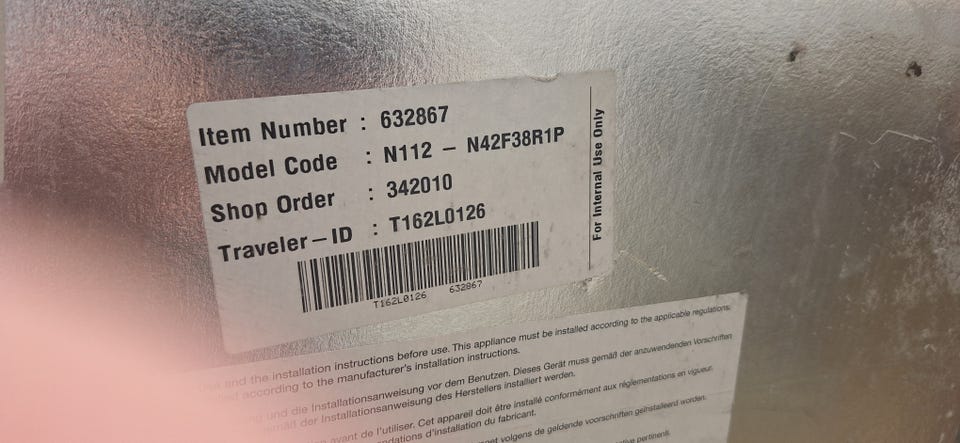 Item Number : 632867
Model Code : N112 – N42F38R1P
Shop Order : 342010
Traveler–ID : T162L0126
T162L0126 632867
For Internal Use Only
and the installation instructions before use. This appliance must be installed according to the applicable regulations.
according to the manufacturer's installation instructions.
und die Installationsanweisung vor dem Benutzen. Dieses Gerät muss gemäß der anzuwendenden Vorschriften
gemäß der Installationsanweisung des Herstellers installiert werden.
avant de l'utiliser. Cet appareil doit être installé conformément aux réglementations en vigueur.
d'installation du fabricant.
volgens de geldende voorschriften geïnstalleerd worden.
pertinenti.